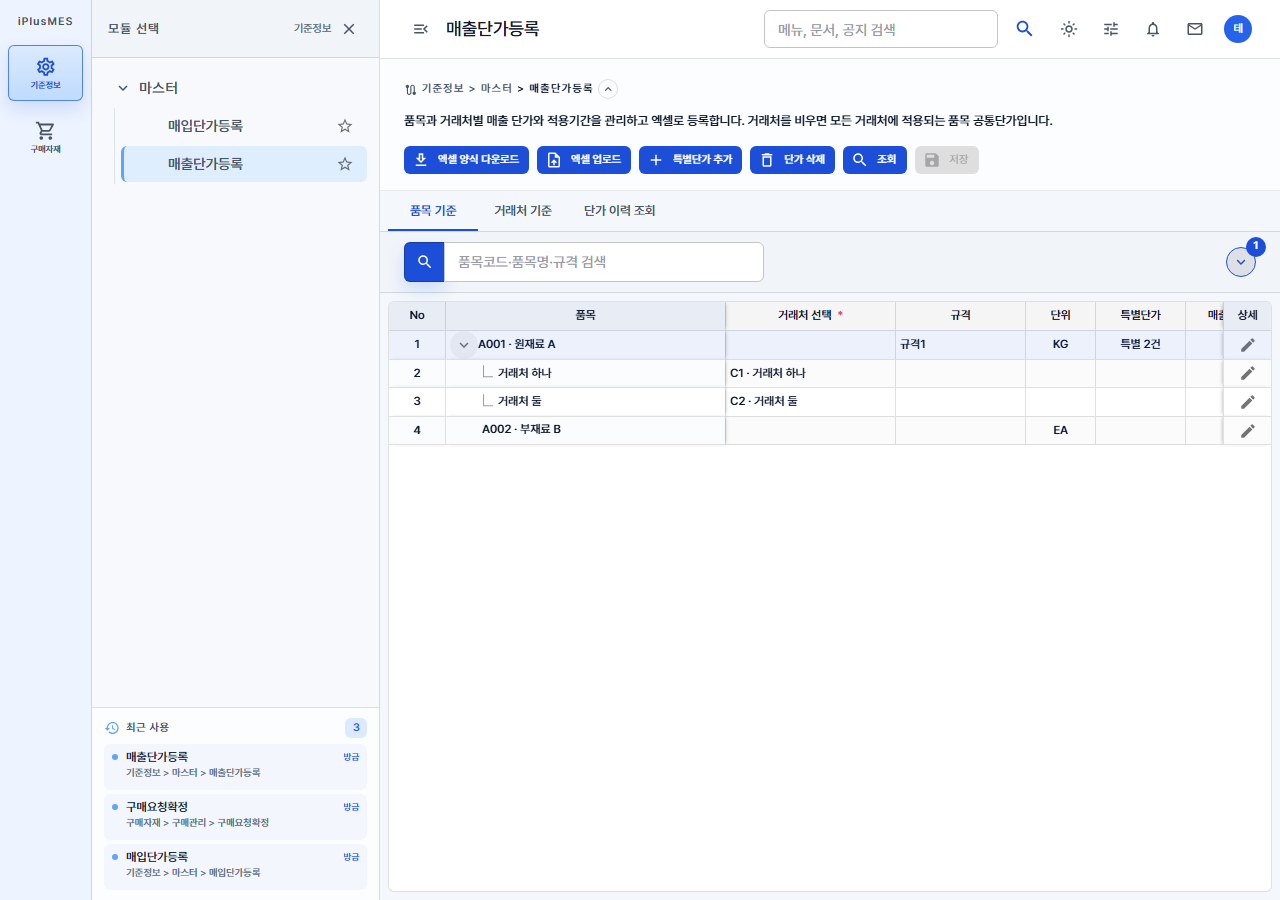 iPlusMES
기준정보
구매자재
모듈 선택
기준정보
마스터
매입단가등록
매출단가등록
최근 사용
3
매출단가등록
방금
기준정보 > 마스터 > 매출단가등록
구매요청확정
방금
구매자재 > 구매관리 > 구매요청확정
매입단가등록
방금
기준정보 > 마스터 > 매입단가등록
매출단가등록
메뉴, 문서, 공지 검색
테
기준정보 > 마스터 > 매출단가등록
품목과 거래처별 매출 단가와 적용기간을 관리하고 엑셀로 등록합니다. 거래처를 비우면 모든 거래처에 적용되는 품목 공통단가입니다.
엑셀 양식 다운로드
엑셀 업로드
특별단가 추가
단가 삭제
조회
저장
품목 기준
거래처 기준
단가 이력 조회
품목코드·품목명·규격 검색
1
No 품목 거래처 선택 * 규격 단위 특별단가 매출 상세
1 A001 · 원재료 A 규격1 KG 특별 2건
2 거래처 하나 C1 · 거래처 하나
3 거래처 둘 C2 · 거래처 둘
4 A002 · 부재료 B EA